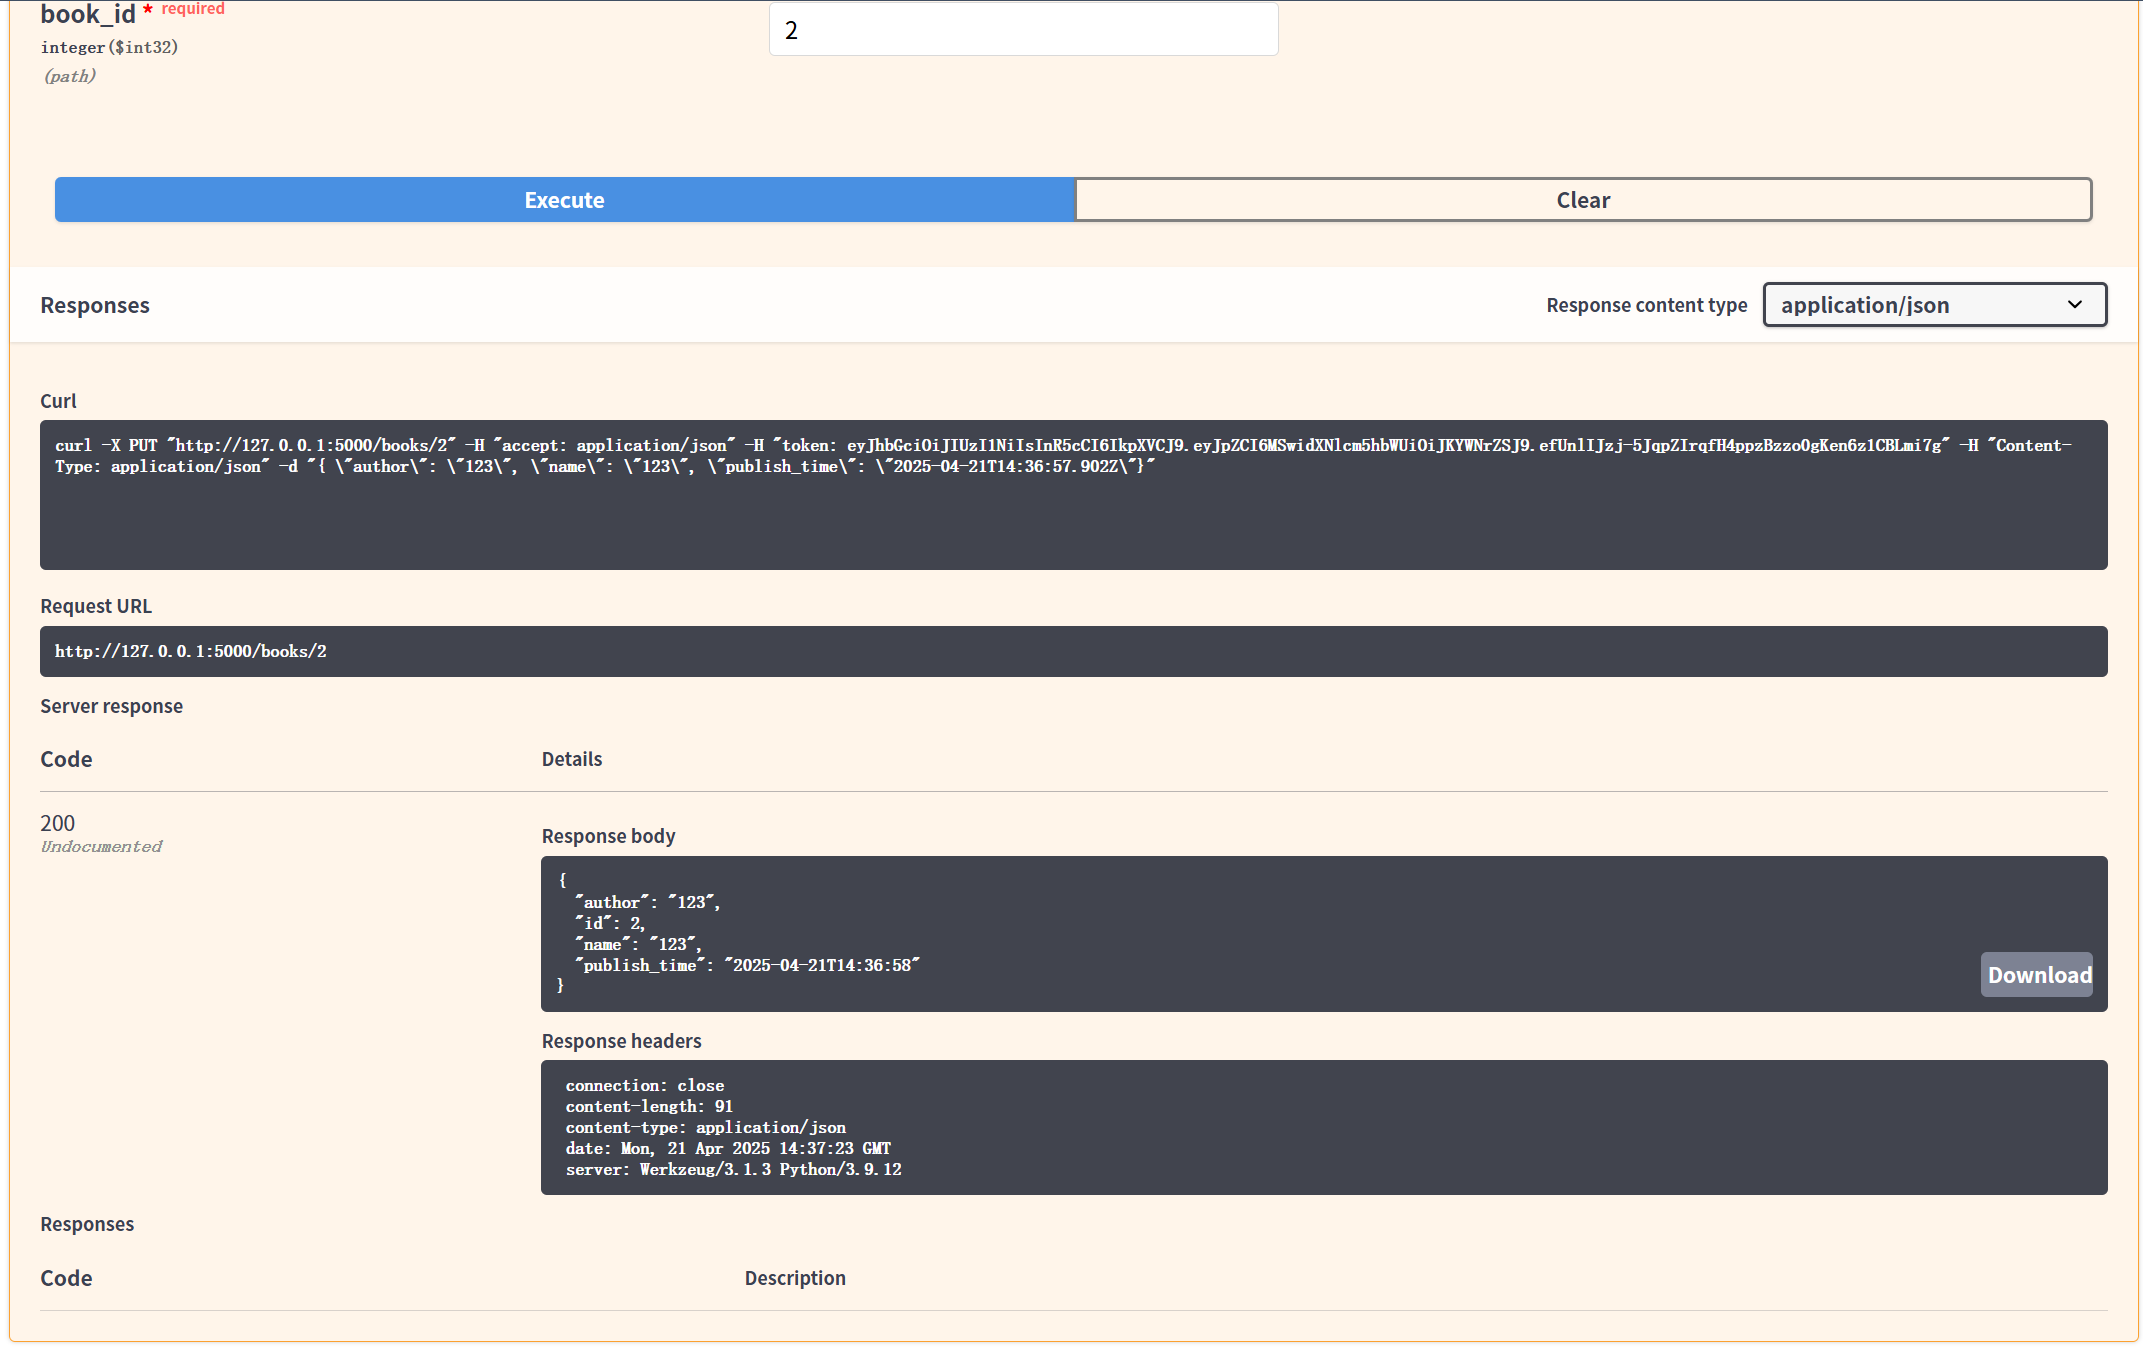 book_id * required
2
integer($int32)
(path)
Execute
Clear
Responses
Response content type
application/json
Curl
curl -X PUT "http://127.0.0.1:5000/books/2" -H "accept: application/json" -H "token: eyJhbGciOiJIUzI1NiIsInR5cCI6IkpXVCJ9.eyJpZCI6MSwidXNlcm5hbWUiOiJKYWNrZSJ9.efUnlIJzj-5JqpZIrqfH4ppzBzzo0gKen6z1CBLmi7g" -H "Content-
Type: application/json" -d "{ \"author\": \"123\", \"name\": \"123\", \"publish_time\": \"2025-04-21T14:36:57.902Z\"}"
Request URL
http://127.0.0.1:5000/books/2
Server response
Code
Details
200
Undocumented
Response body
{
"author": "123",
"id": 2,
"name": "123",
"publish_time": "2025-04-21T14:36:58"
}
Download
Response headers
connection: close
content-length: 91
content-type: application/json
date: Mon, 21 Apr 2025 14:37:23 GMT
server: Werkzeug/3.1.3 Python/3.9.12
Responses
Code
Description